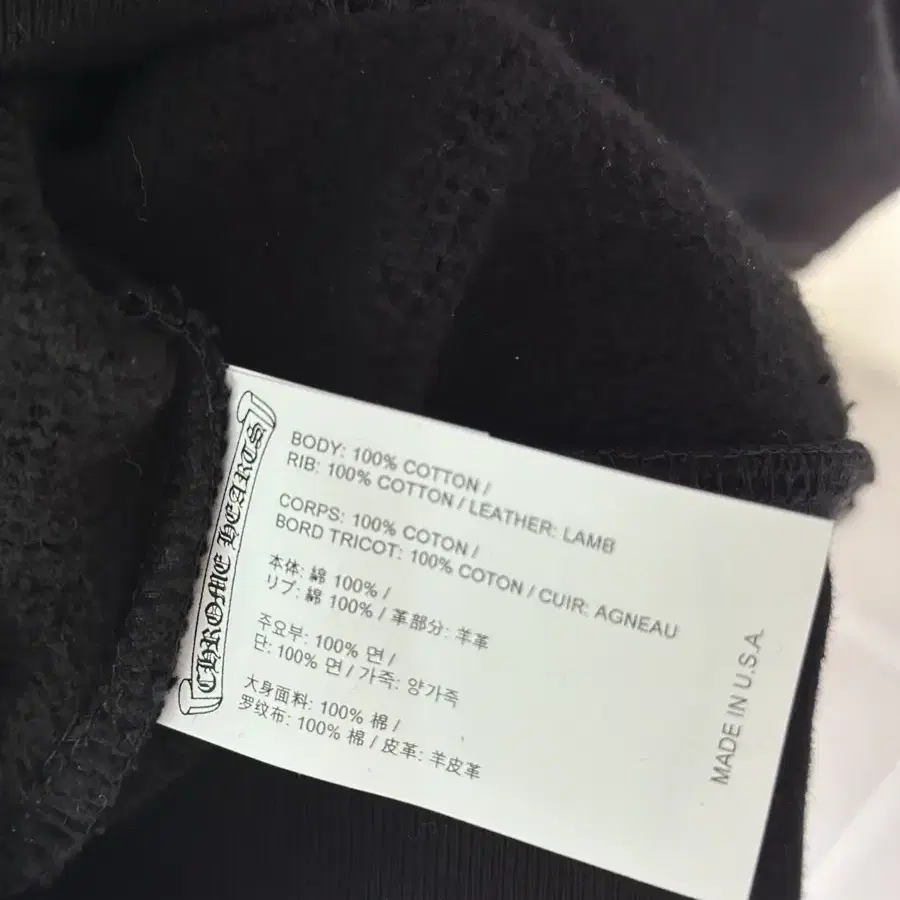 CHROME HEARTS
BODY: 100% COTTON /
RIB: 100% COTTON / LEATHER: LAMB
CORPS: 100% COTON /
BORD TRICOT: 100% COTON / CUIR: AGNEAU
本体: 綿 100% /
リブ: 綿 100% / 革部分: 羊革
주요부: 100% 면 /
단: 100% 면 / 가죽: 양가죽
大身面料: 100% 棉 /
罗纹布: 100% 棉 / 皮革: 羊皮革
MADE IN U.S.A.